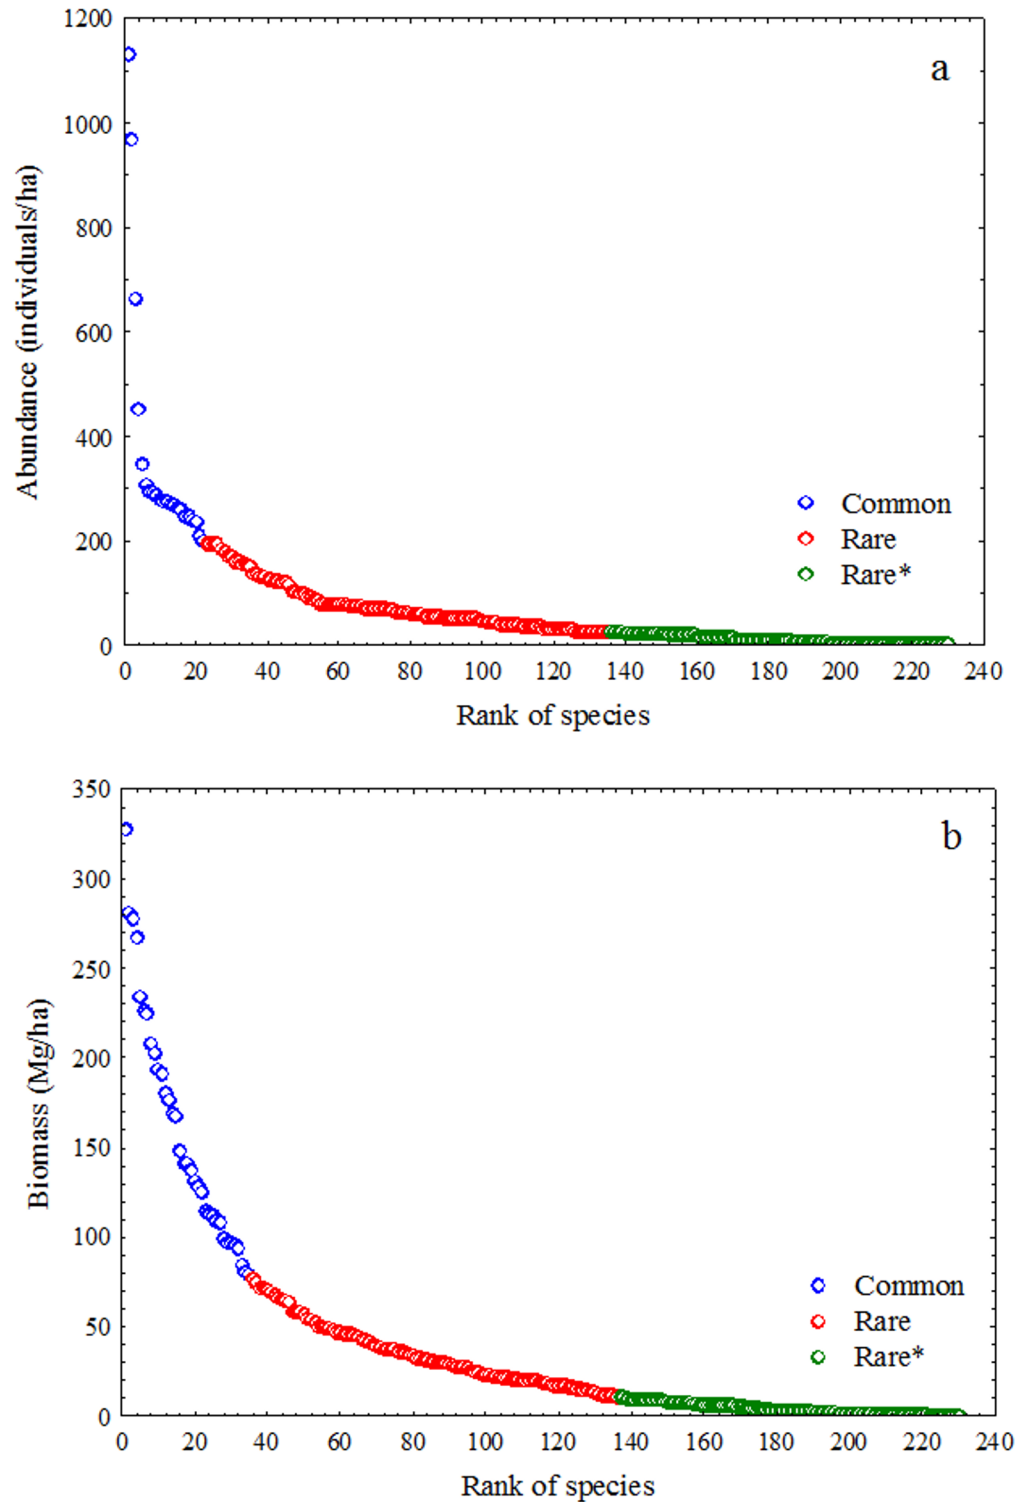 a
1200
1000
800
600
400
200
0
Abundance (individuals/ha)
Common
Rare
Rare*
0 20 40 60 80 100 120 140 160 180 200 220 240
Rank of species
b
350
300
250
200
150
100
50
0
Biomass (Mg/ha)
Common
Rare
Rare*
0 20 40 60 80 100 120 140 160 180 200 220 240
Rank of species